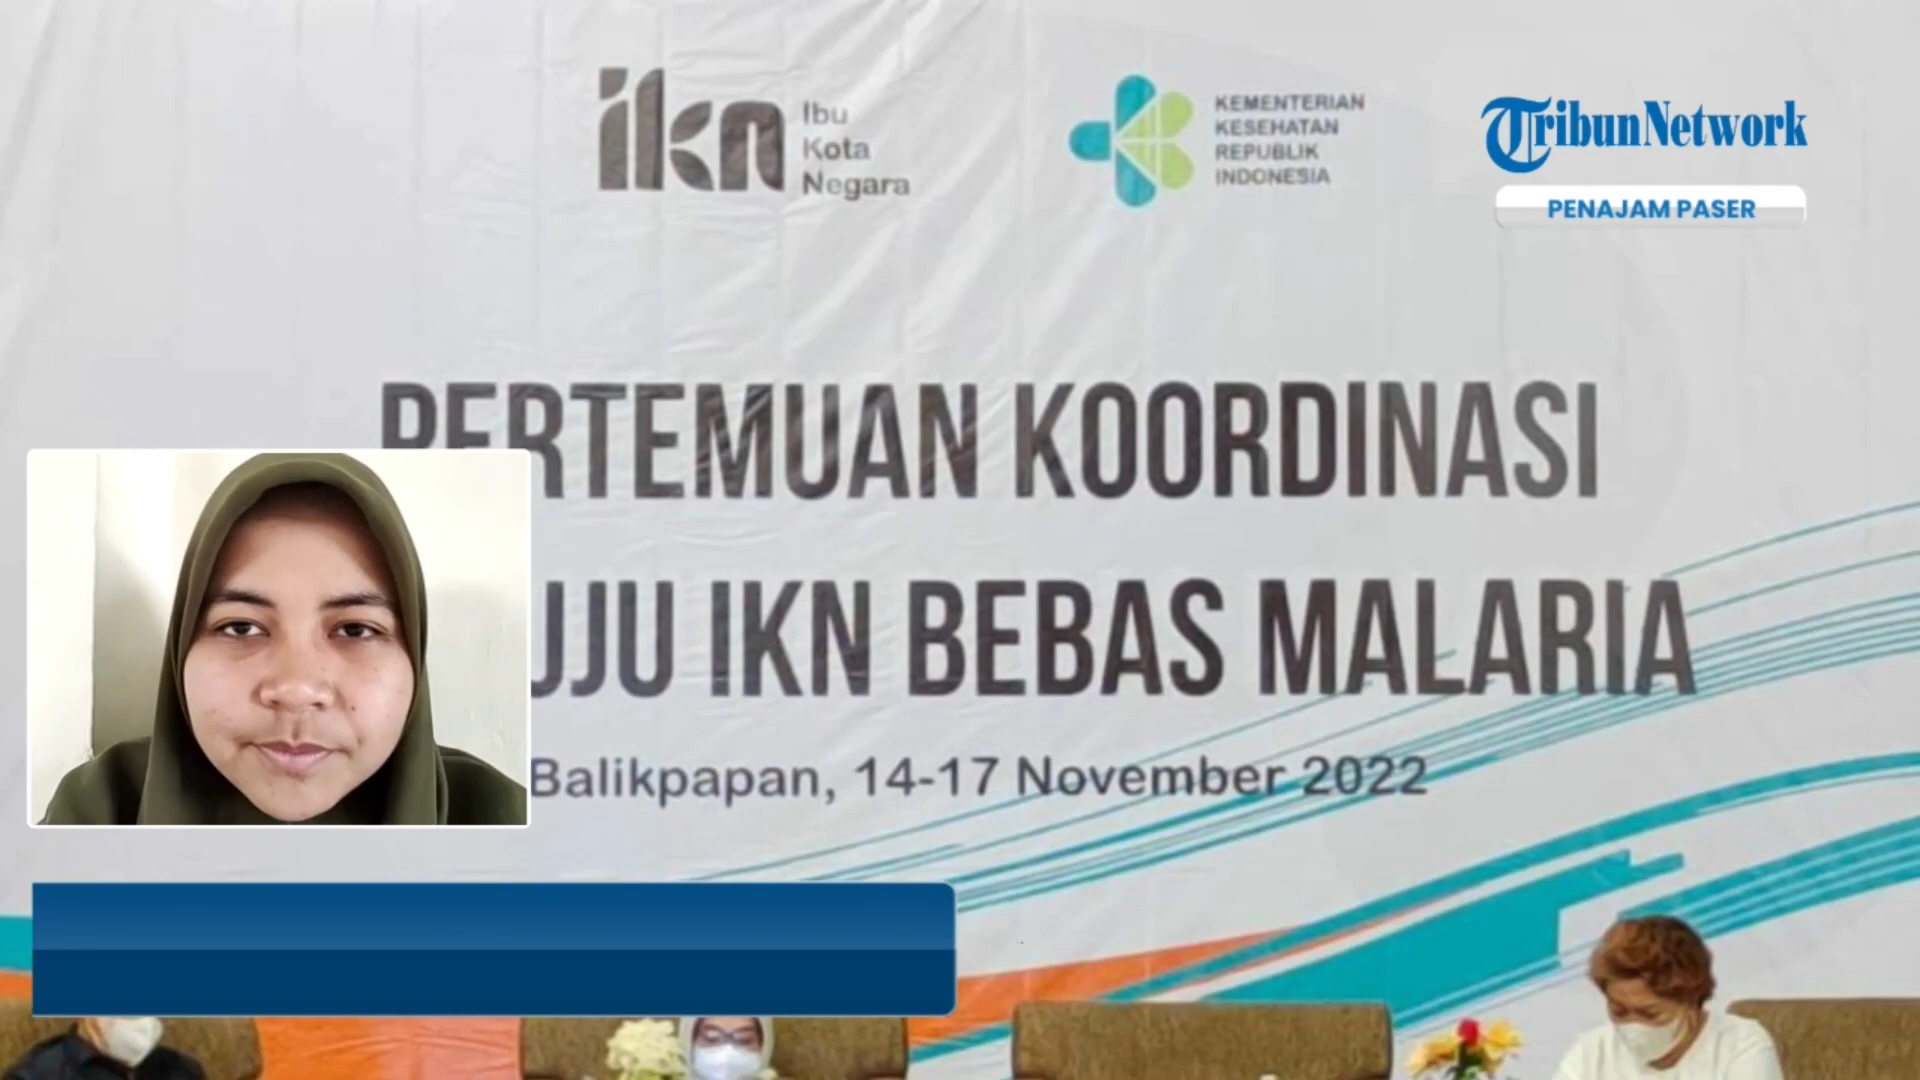 ikn
Ibu
Kota
Negara
KEMENTERIAN
KESEHATAN
REPUBLIK
INDONESIA
TribunNetwork
PENAJAM PASER
PERTEMUAN KOORDINASI
UJU IKN BEBAS MALARIA
Balikpapan, 14-17 November 2022